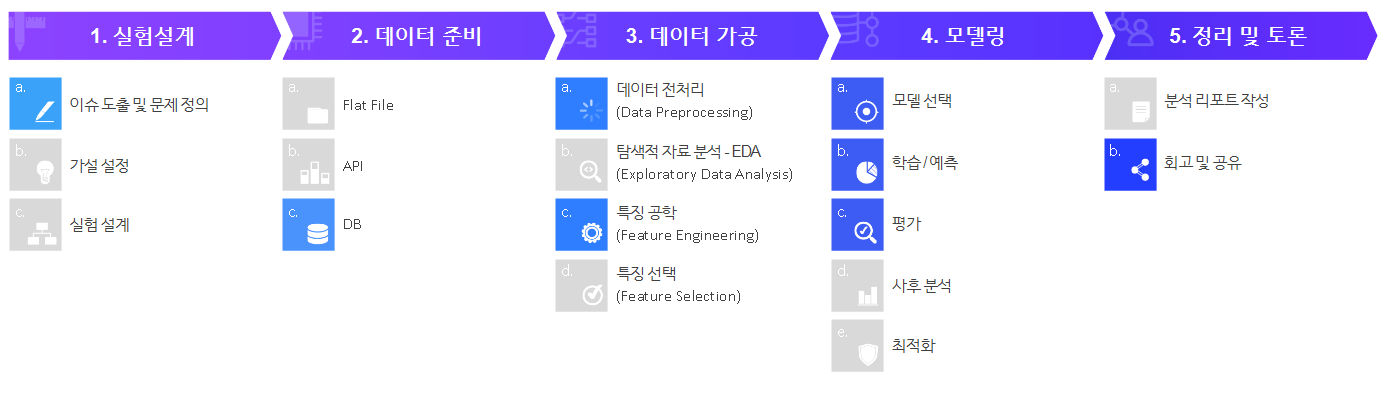 1. 실험설계
a.
이슈 도출 및 문제 정의
b.
가설 설정
c.
실험 설계
2. 데이터 준비
a.
Flat File
b.
API
c.
DB
3. 데이터 가공
a.
데이터 전처리
(Data Preprocessing)
b.
탐색적 자료 분석 - EDA
(Exploratory Data Analysis)
c.
특징 공학
(Feature Engineering)
d.
특징 선택
(Feature Selection)
4. 모델링
a.
모델 선택
b.
학습 / 예측
c.
평가
d.
사후 분석
e.
최적화
5. 정리 및 토론
a.
분석 리포트 작성
b.
회고 및 공유